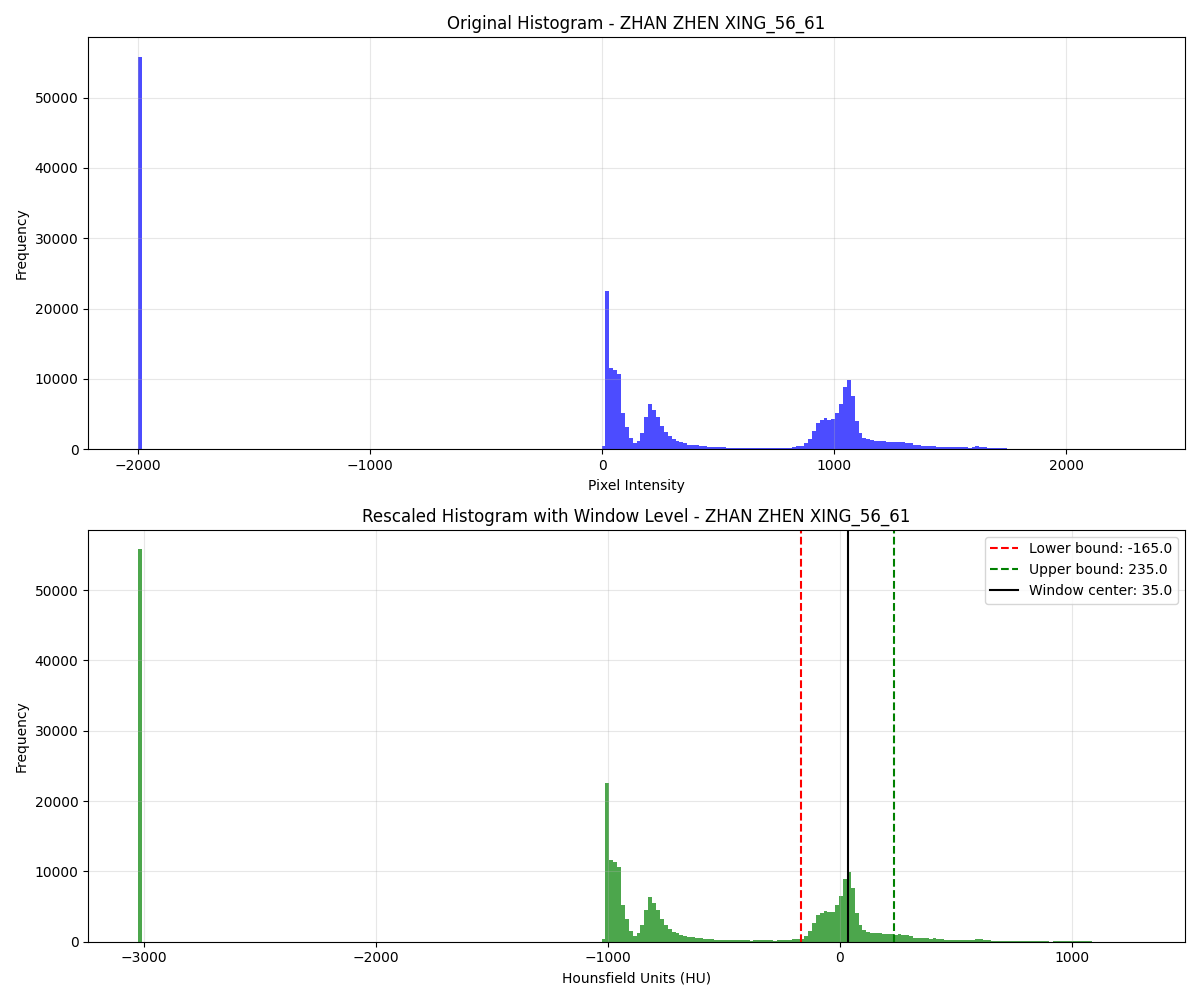 Original Histogram - ZHAN ZHEN XING_56_61
50000
40000
30000
20000
10000
0
Frequency
−2000 −1000 0 1000 2000
Pixel Intensity
Rescaled Histogram with Window Level - ZHAN ZHEN XING_56_61
Lower bound: -165.0
Upper bound: 235.0
Window center: 35.0
50000
40000
30000
20000
10000
0
Frequency
−3000 −2000 −1000 0 1000
Hounsfield Units (HU)